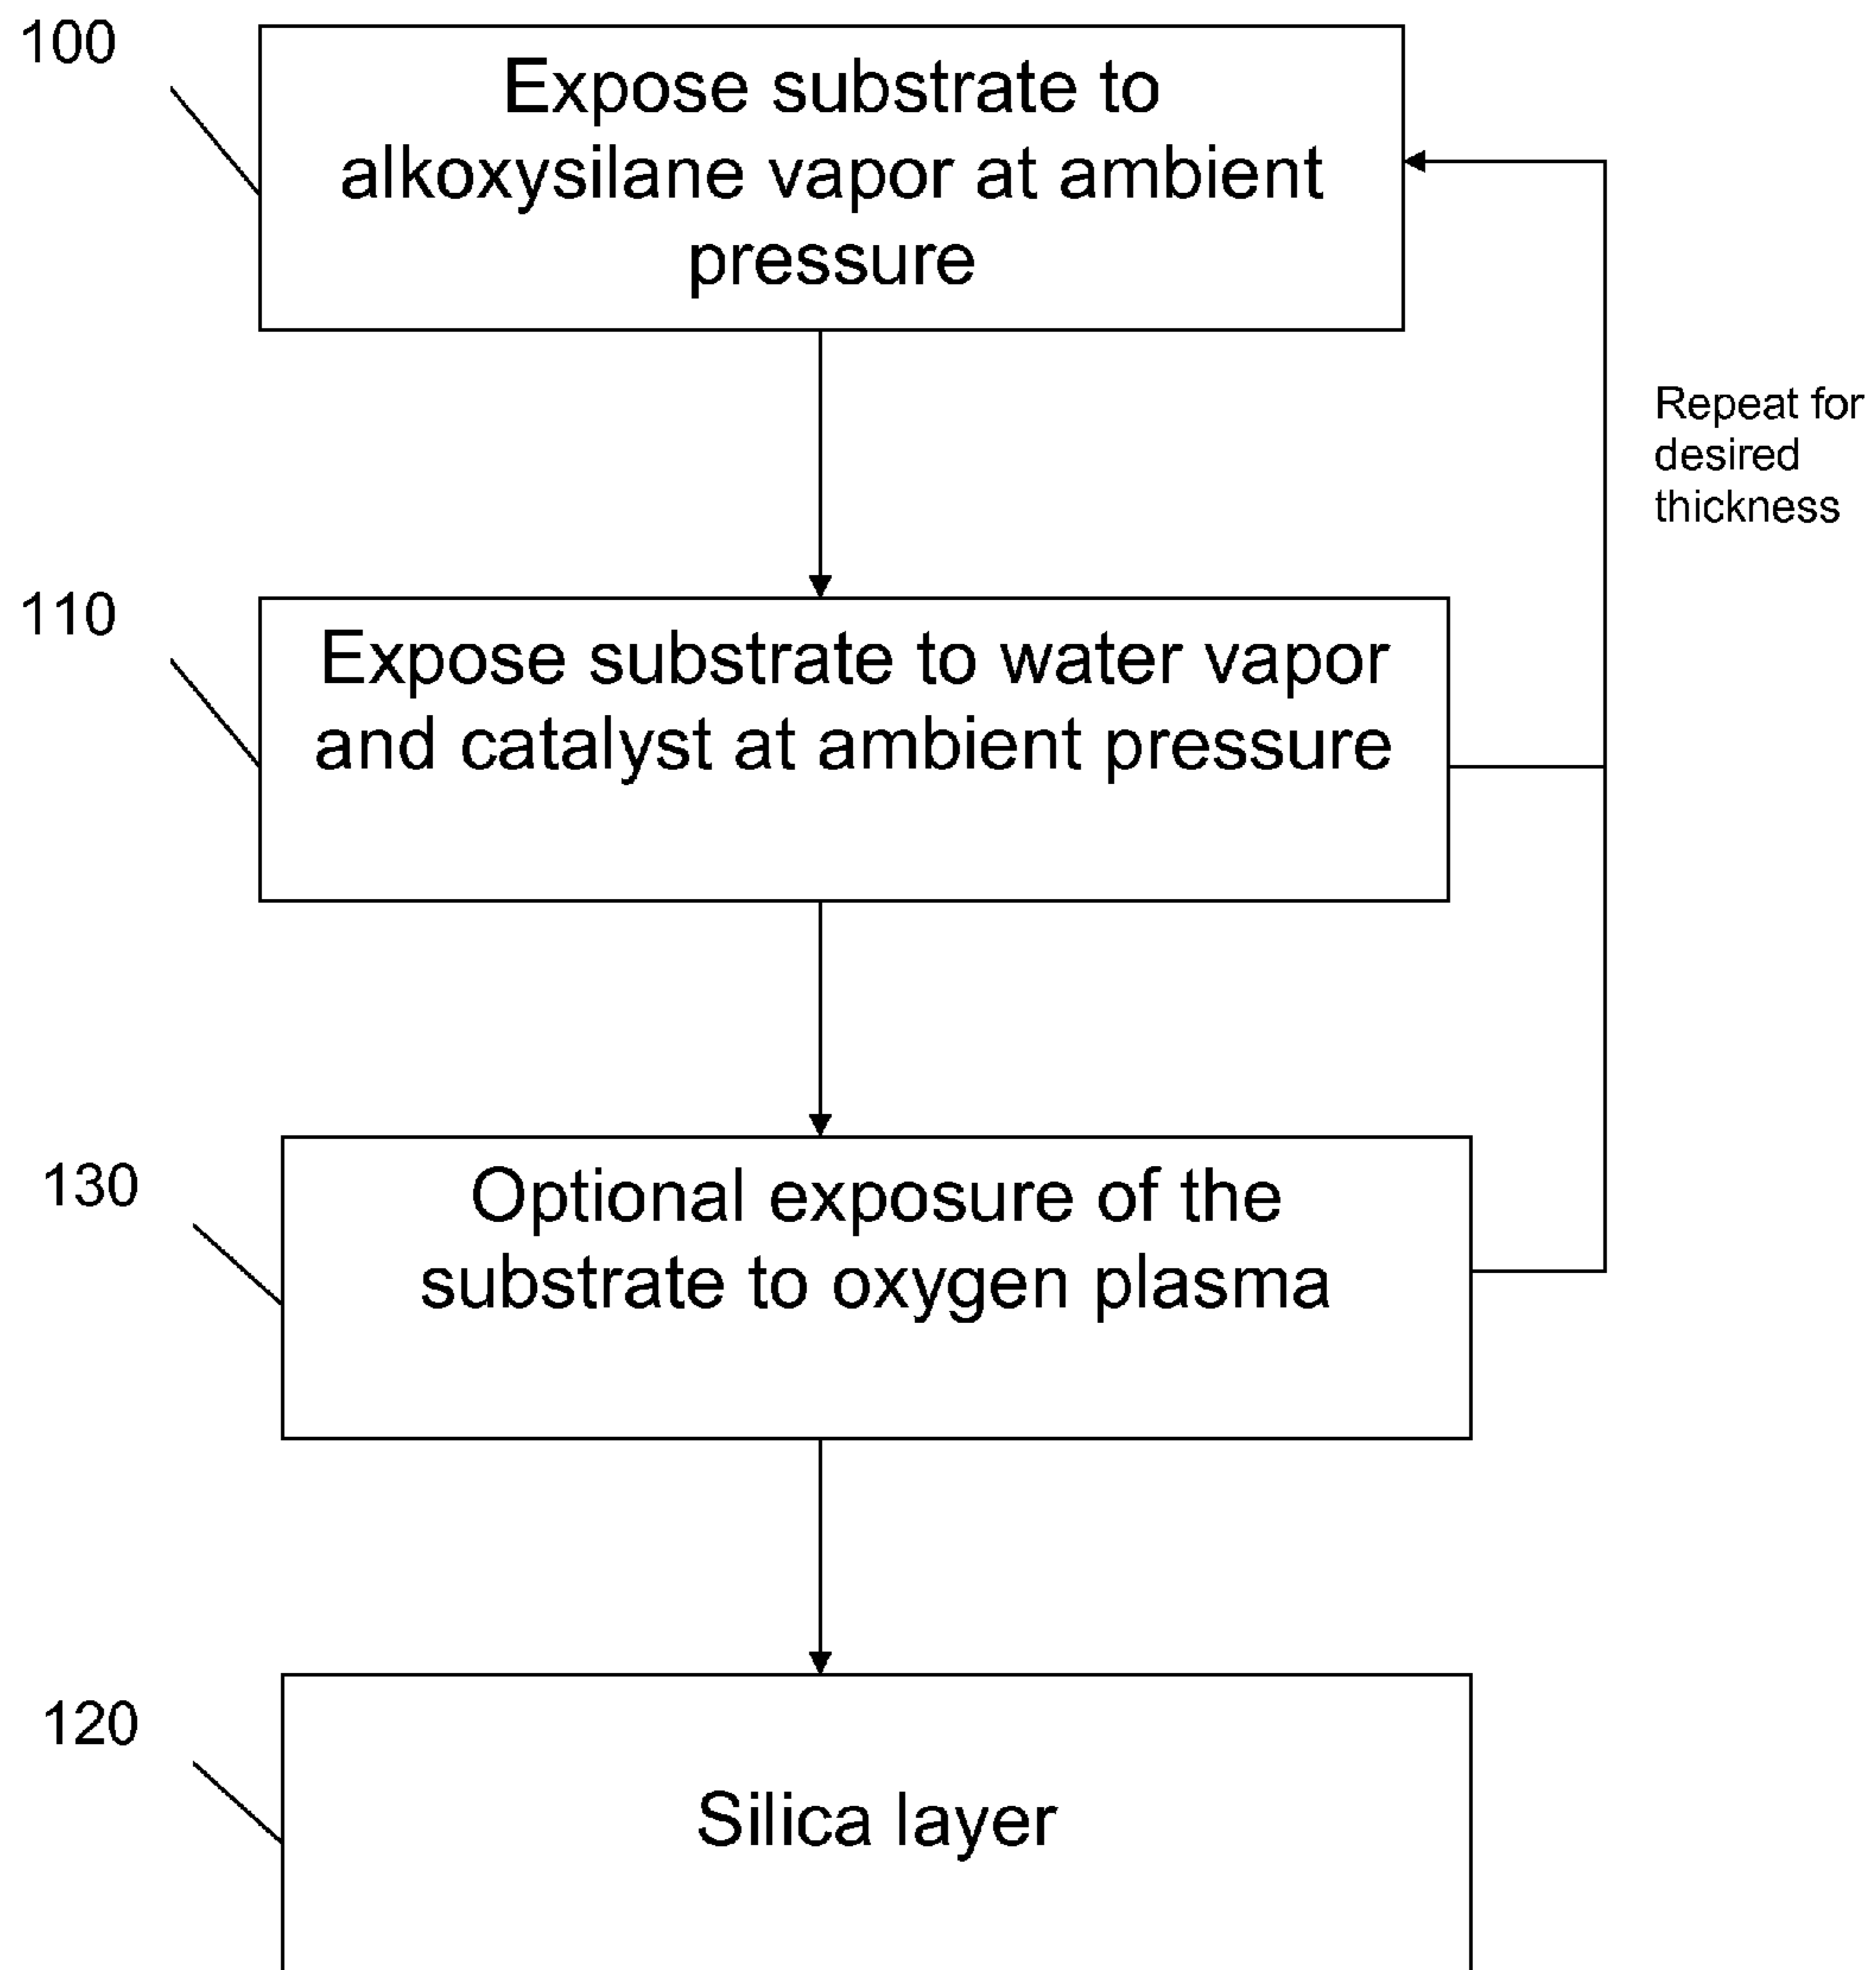 100
Expose substrate to
alkoxysilane vapor at ambient
pressure
Repeat for
desired
thickness
110
Expose substrate to water vapor
and catalyst at ambient pressure
130
Optional exposure of the
substrate to oxygen plasma
120
Silica layer